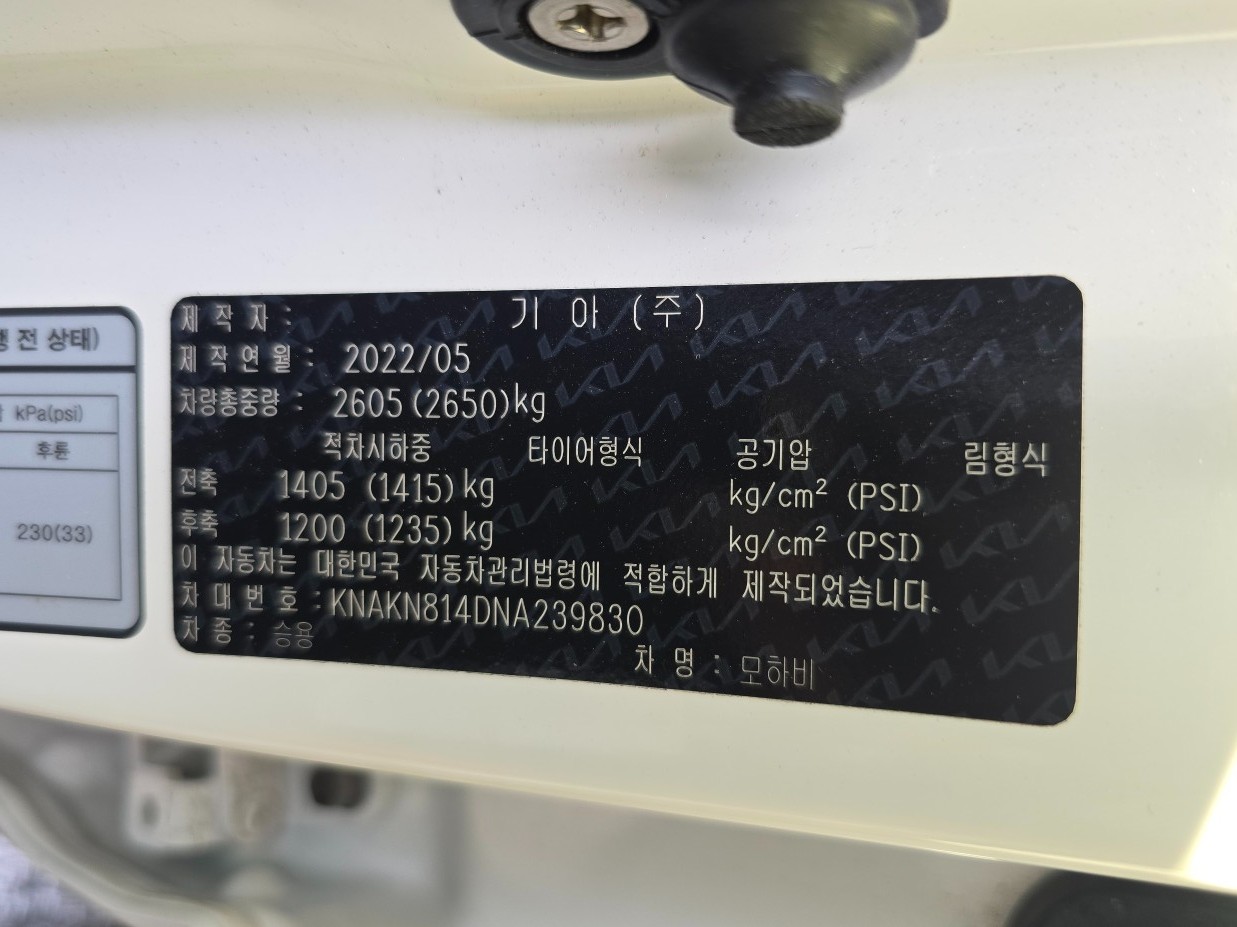 전 상태)
kPa(psi)
후륜
230(33)
제 작 자 : 기 아 (주)
제 작 연 월 : 2022/05
차량총중량 : 2605 (2650)kg
적차시하중 타이어형식 공기압 림형식
전축 1405 (1415)kg kg/cm² (PSI)
후축 1200 (1235)kg kg/cm² (PSI)
이 자동차는 대한민국 자동차관리법령에 적합하게 제작되었습니다.
차 대 번 호 : KNAKN814DNA239830
차 종 : 승용 차 명 : 모하비